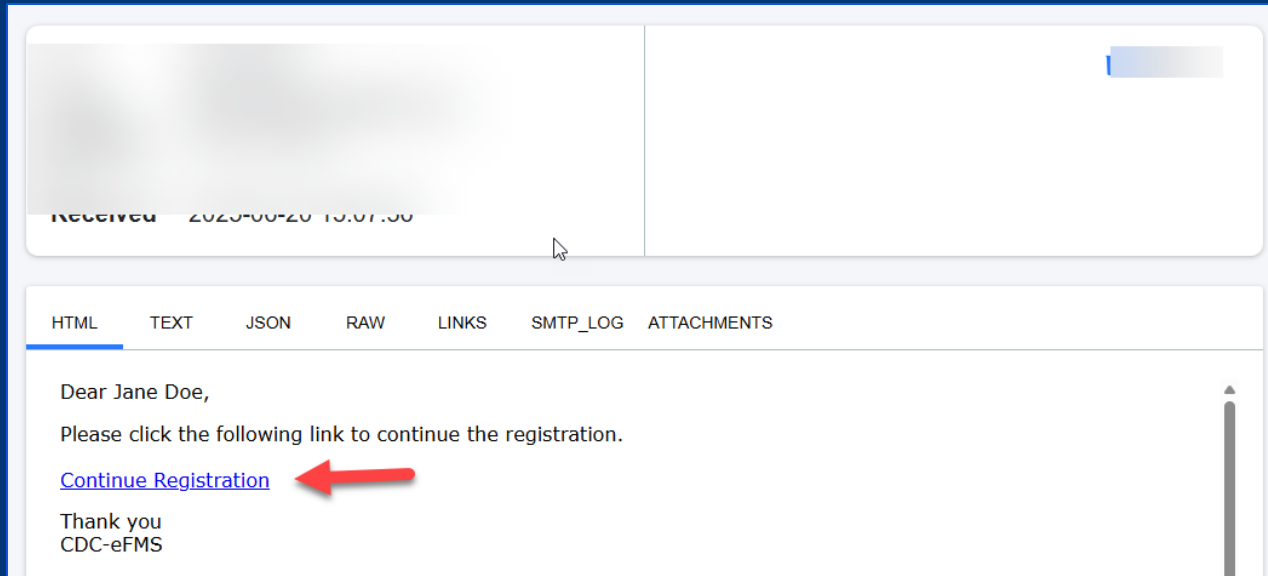 Received
HTML TEXT JSON RAW LINKS SMTP_LOG ATTACHMENTS
Dear Jane Doe,
Please click the following link to continue the registration.
Continue Registration
Thank you
CDC-eFMS